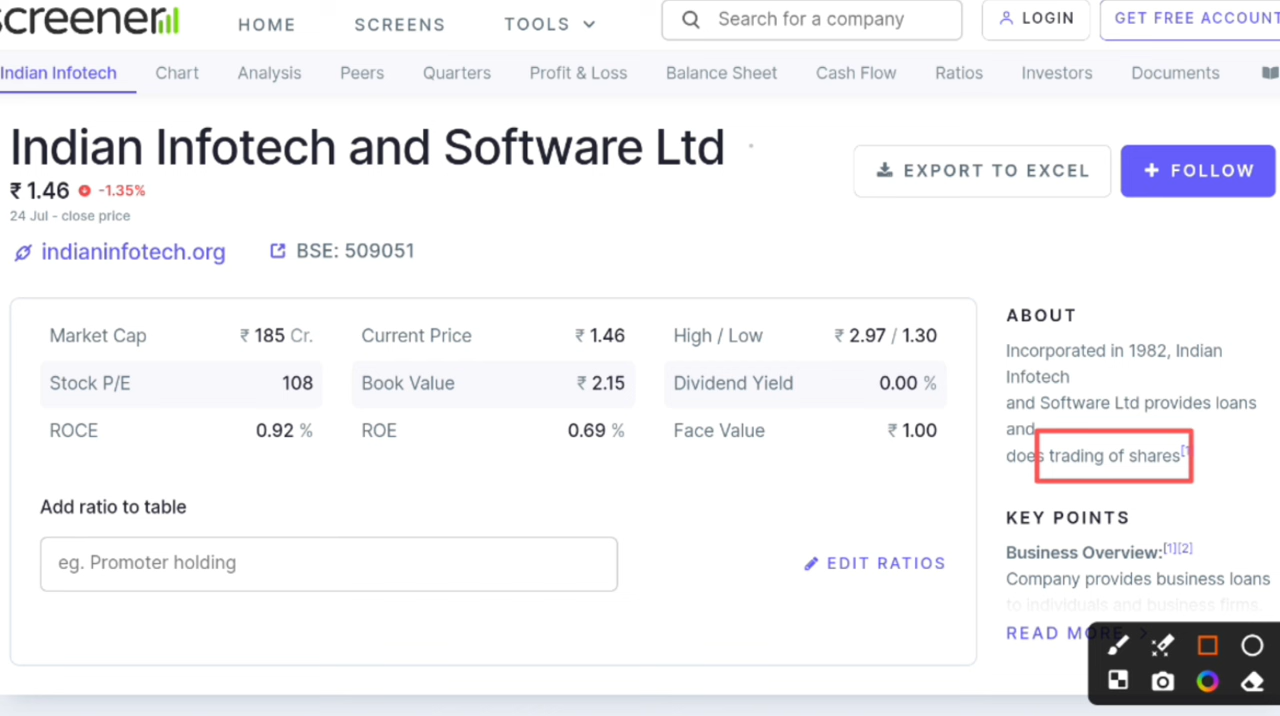 screener
HOME SCREENS TOOLS Search for a company LOGIN GET FREE ACCOUNT
Indian Infotech Chart Analysis Peers Quarters Profit & Loss Balance Sheet Cash Flow Ratios Investors Documents
Indian Infotech and Software Ltd
₹ 1.46 -1.35%
24 Jul - close price
EXPORT TO EXCEL + FOLLOW
indianinfotech.org BSE: 509051
Market Cap ₹ 185 Cr. Current Price ₹ 1.46 High / Low ₹ 2.97 / 1.30
Stock P/E 108 Book Value ₹ 2.15 Dividend Yield 0.00 %
ROCE 0.92 % ROE 0.69 % Face Value ₹ 1.00
Add ratio to table
eg. Promoter holding EDIT RATIOS
ABOUT
Incorporated in 1982, Indian
Infotech
and Software Ltd provides loans
and
does trading of shares[1
KEY POINTS
Business Overview:[1][2]
Company provides business loans
to individuals and business firms.
READ MORE